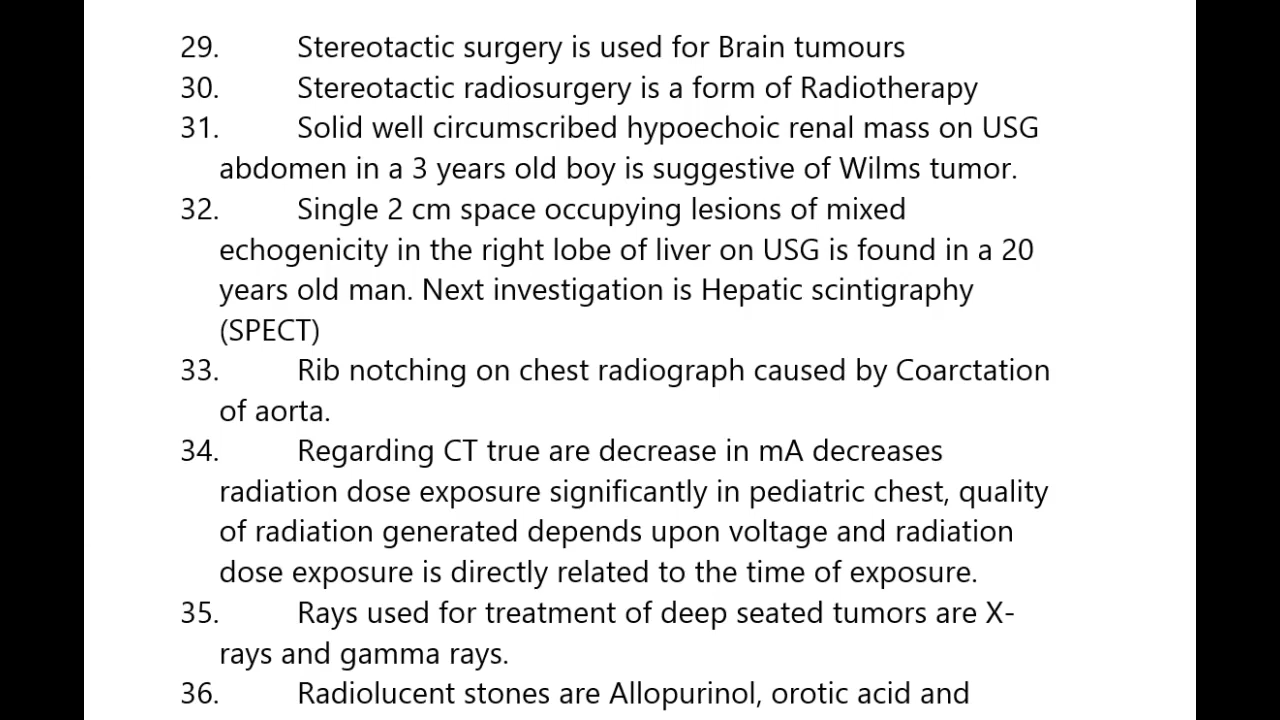 29. Stereotactic surgery is used for Brain tumours
30. Stereotactic radiosurgery is a form of Radiotherapy
31. Solid well circumscribed hypoechoic renal mass on USG
abdomen in a 3 years old boy is suggestive of Wilms tumor.
32. Single 2 cm space occupying lesions of mixed
echogenicity in the right lobe of liver on USG is found in a 20
years old man. Next investigation is Hepatic scintigraphy
(SPECT)
33. Rib notching on chest radiograph caused by Coarctation
of aorta.
34. Regarding CT true are decrease in mA decreases
radiation dose exposure significantly in pediatric chest, quality
of radiation generated depends upon voltage and radiation
dose exposure is directly related to the time of exposure.
35. Rays used for treatment of deep seated tumors are X-
rays and gamma rays.
36. Radiolucent stones are Allopurinol, orotic acid and